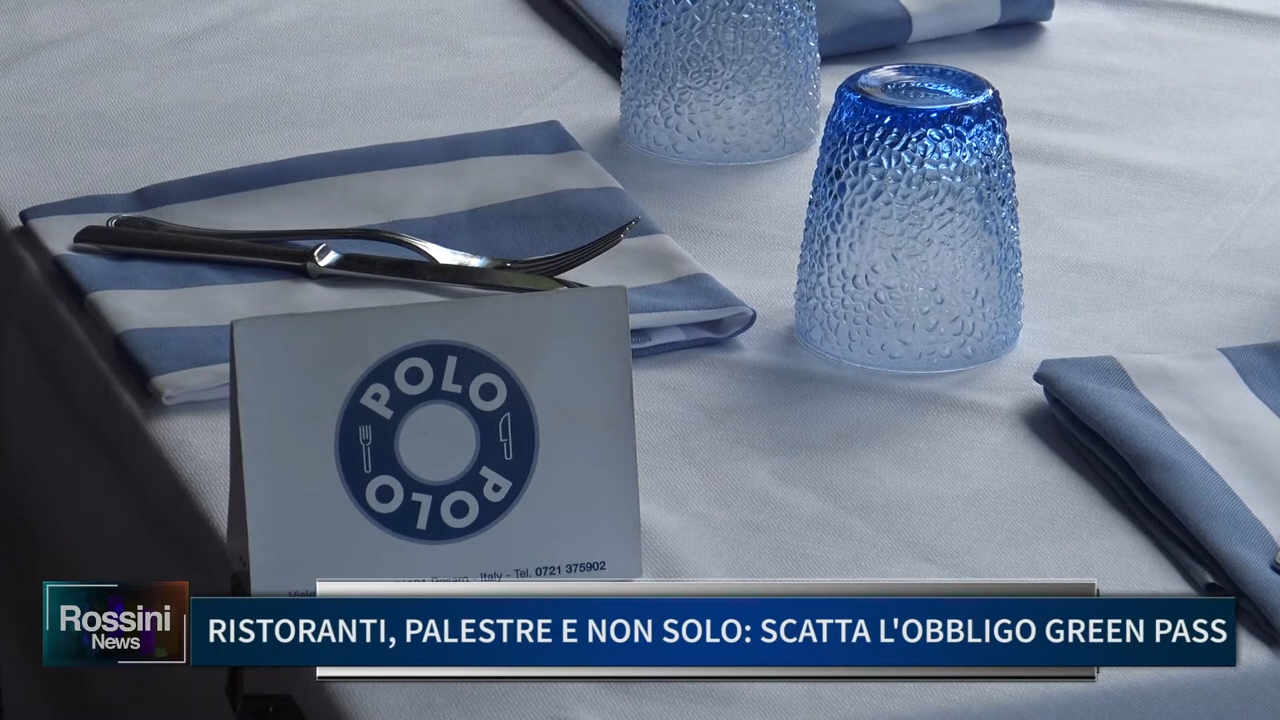 POLO
POLO
Italy - Tel. 0721 375902
Rossini
News
RISTORANTI, PALESTRE E NON SOLO: SCATTA L'OBBLIGO GREEN PASS